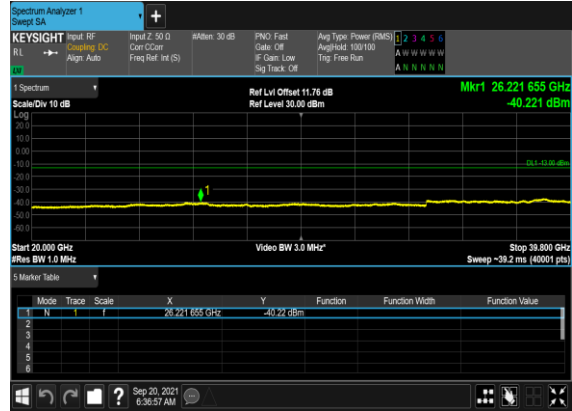 Spectrum Analyzer 1
Swept SA
KEYSIGHT Input: RF Input Z: 50 Ω #Atten: 30 dB PNO: Fast Avg Type: Power (RMS) 1 2 3 4 5 6
RL Coupling: DC Corr CCorr Gate: Off Avg|Hold: 100/100 A W W W W W
Align: Auto Freq Ref: Int (S) IF Gain: Low Trig: Free Run
Sig Track: Off A N N N N N
LW
1 Spectrum Ref Lvl Offset 11.76 dB Mkr1 26.221 655 GHz
Scale/Div 10 dB Ref Level 30.00 dBm -40.221 dBm
Log
20.0
10.0
0.00
-10.0
DL1 -13.00 dBm
-20.0
-30.0
1
-40.0
-50.0
-60.0
Start 20.000 GHz Video BW 3.0 MHz* Stop 39.800 GHz
#Res BW 1.0 MHz Sweep ~39.2 ms (40001 pts)
5 Marker Table
Mode Trace Scale X Y Function Function Width Function Value
1 N 1 f 26.221 655 GHz -40.22 dBm
2
3
4
5
6
? Sep 20, 2021
6:36:57 AM